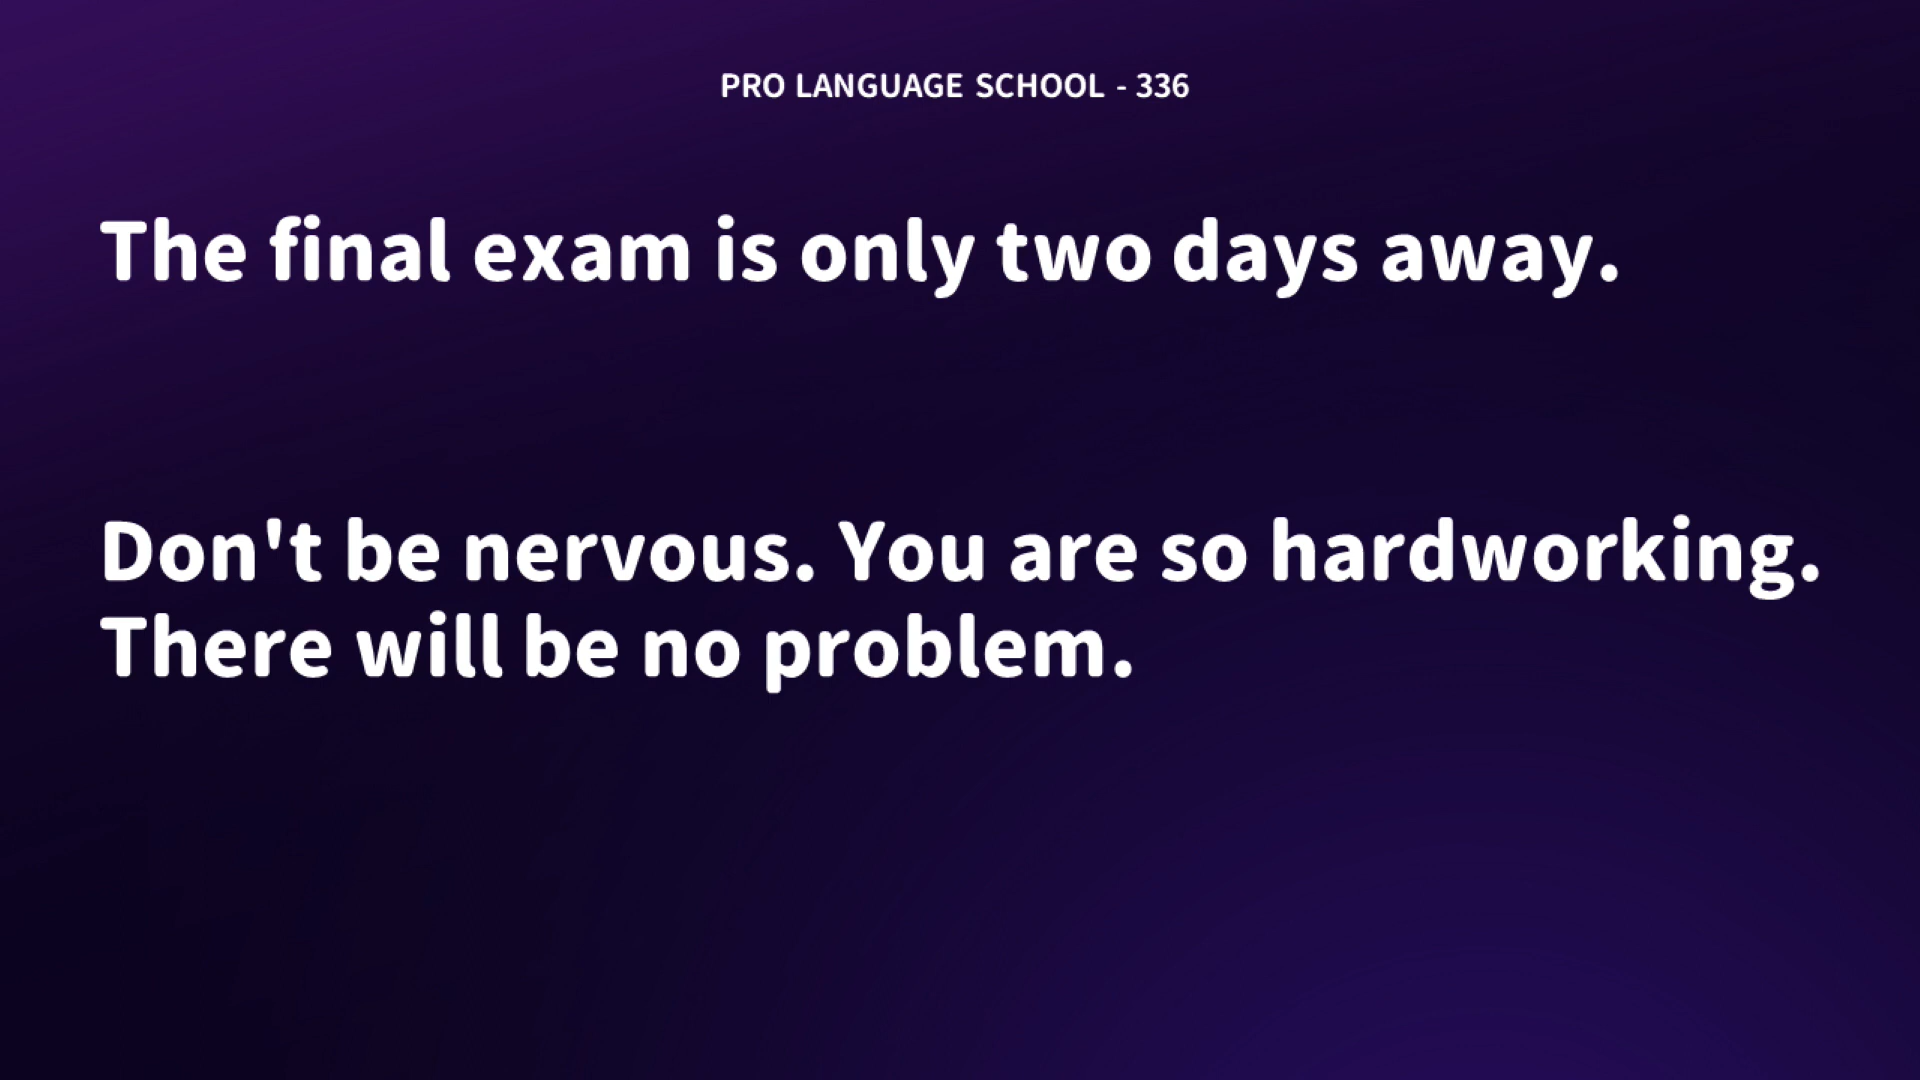 PRO LANGUAGE SCHOOL - 336
The final exam is only two days away.
Don't be nervous. You are so hardworking.
There will be no problem.